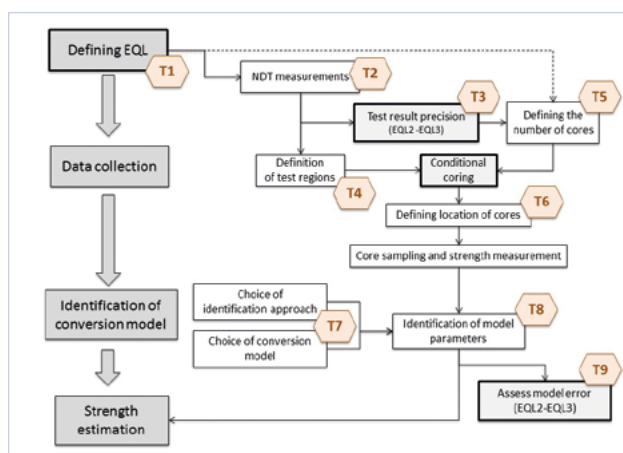 Defining EQL
T1
NDT measurements
T2
Test result precision
(EQL2 -EQL3)
T3
Defining the
number of cores
T5
Data collection
Definition
of test regions
T4
Conditional
coring
Defining location of cores
T6
Core sampling and strength measurement
Identification of
conversion model
Choice of
identification approach
Choice of conversion
model
T7
Identification of model
parameters
T8
Assess model error
(EQL2-EQL3)
T9
Strength
estimation